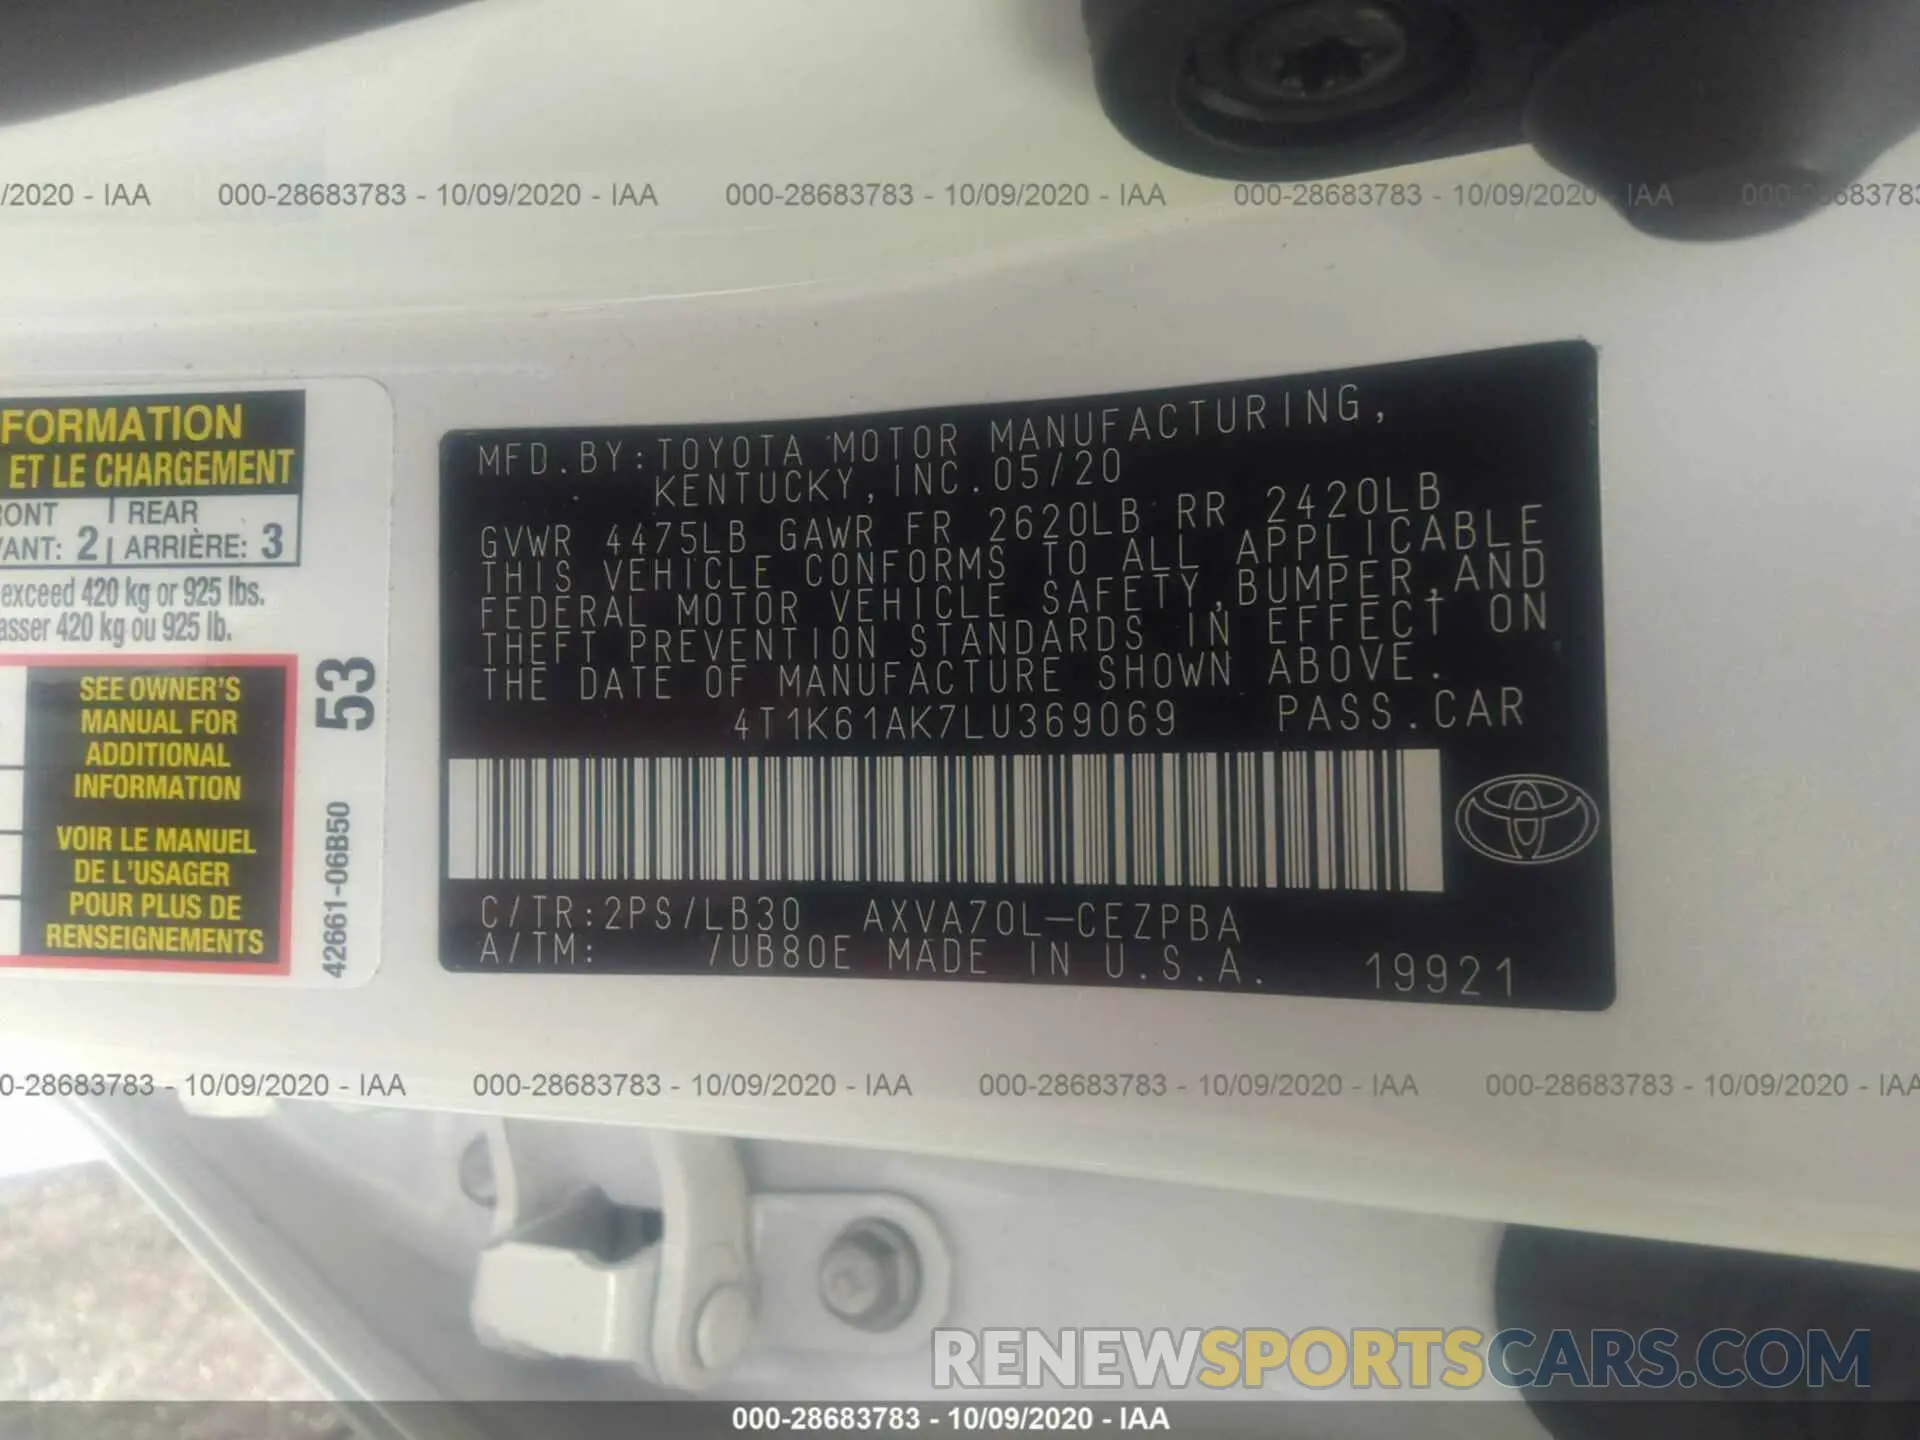 /2020 - IAA 000-28683783 - 10/09/2020 - IAA 000-28683783 - 10/09/2020 - IAA 000-28683783 - 10/09/2020 - IAA 000-28683783
FORMATION
ET LE CHARGEMENT
RONT 2 REAR 3
VANT: ARRIÈRE:
exceed 420 kg or 925 lbs.
asser 420 kg ou 925 lb.
SEE OWNER'S
MANUAL FOR
ADDITIONAL
INFORMATION
VOIR LE MANUEL
DE L'USAGER
POUR PLUS DE
RENSEIGNEMENTS
53
42661-06B50
MFD.BY:TOYOTA MOTOR MANUFACTURING,
KENTUCKY,INC.05/20
GVWR 4475LB GAWR FR 2620LB RR 2420LB
THIS VEHICLE CONFORMS TO ALL APPLICABLE
FEDERAL MOTOR VEHICLE SAFETY,BUMPER,AND
THEFT PREVENTION STANDARDS IN EFFECT ON
THE DATE OF MANUFACTURE SHOWN ABOVE.
4T1K61AK7LU369069 PASS.CAR
C/TR:2PS/LB30 AXVA70L-CEZPBA
A/TM: /UB80E MADE IN U.S.A. 19921
0-28683783 - 10/09/2020 - IAA 000-28683783 - 10/09/2020 - IAA 000-28683783 - 10/09/2020 - IAA 000-28683783 - 10/09/2020 - IAA
RENEWSPORTSCARS.COM
000-28683783 - 10/09/2020 - IAA